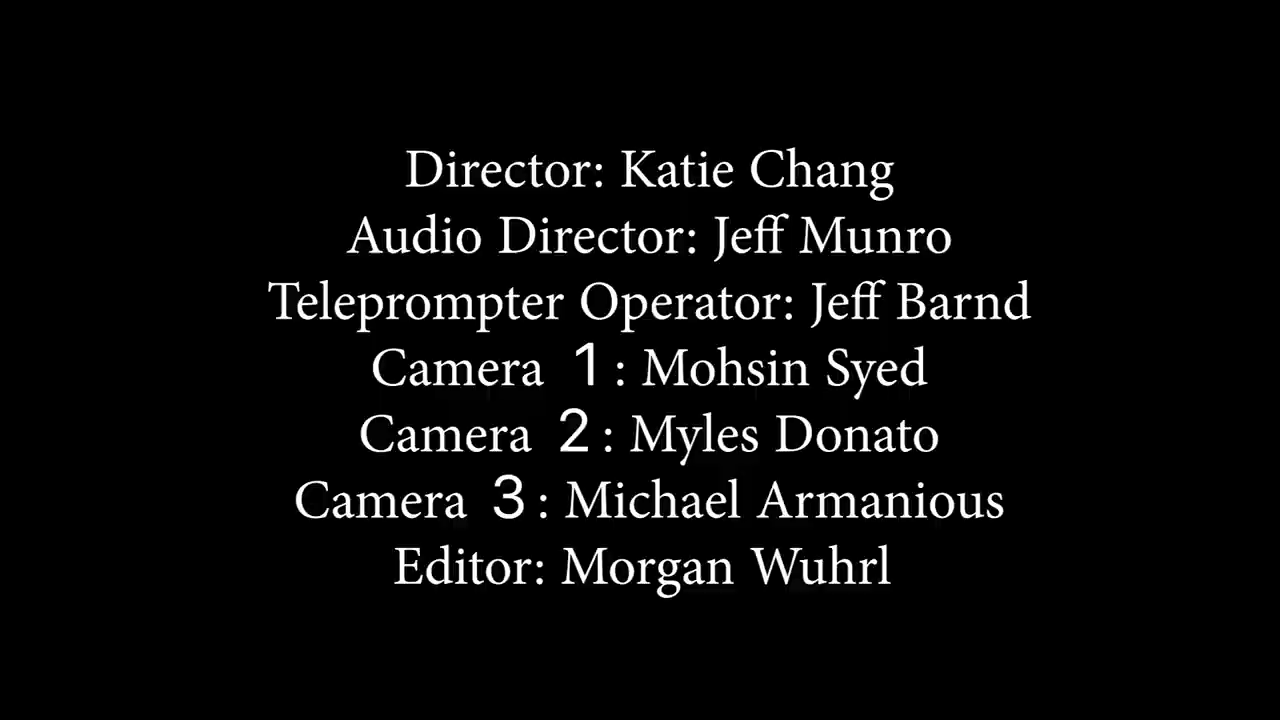 Director: Katie Chang
Audio Director: Jeff Munro
Teleprompter Operator: Jeff Barnd
Camera 1: Mohsin Syed
Camera 2: Myles Donato
Camera 3: Michael Armanious
Editor: Morgan Wuhrl